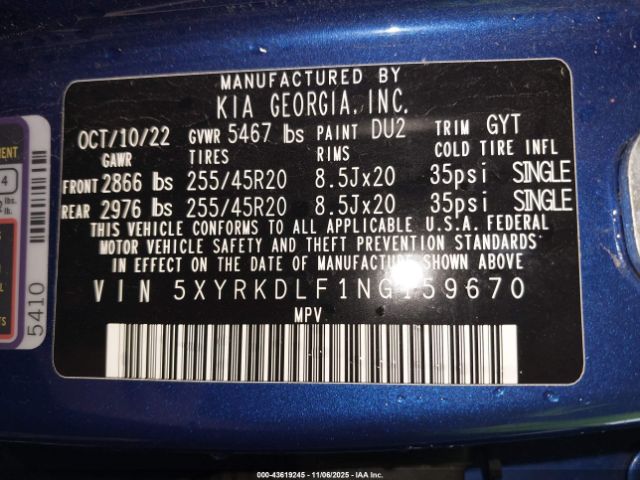 MANUFACTURED BY
KIA GEORGIA, INC.
OCT/10/22 GVWR 5467 lbs PAINT DU2 TRIM GYT
GAWR TIRES RIMS COLD TIRE INFL
FRONT 2866 lbs 255/45R20 8.5Jx20 35psi SINGLE
REAR 2976 lbs 255/45R20 8.5Jx20 35psi SINGLE
THIS VEHICLE CONFORMS TO ALL APPLICABLE U.S.A. FEDERAL
MOTOR VEHICLE SAFETY AND THEFT PREVENTION STANDARDS
IN EFFECT ON THE DATE OF MANUFACTURE SHOWN ABOVE
VIN 5XYRKDLF1NG159670
MPV
4
lbs.
lb.
5410
000-43619245 - 11/06/2025 - IAA Inc.